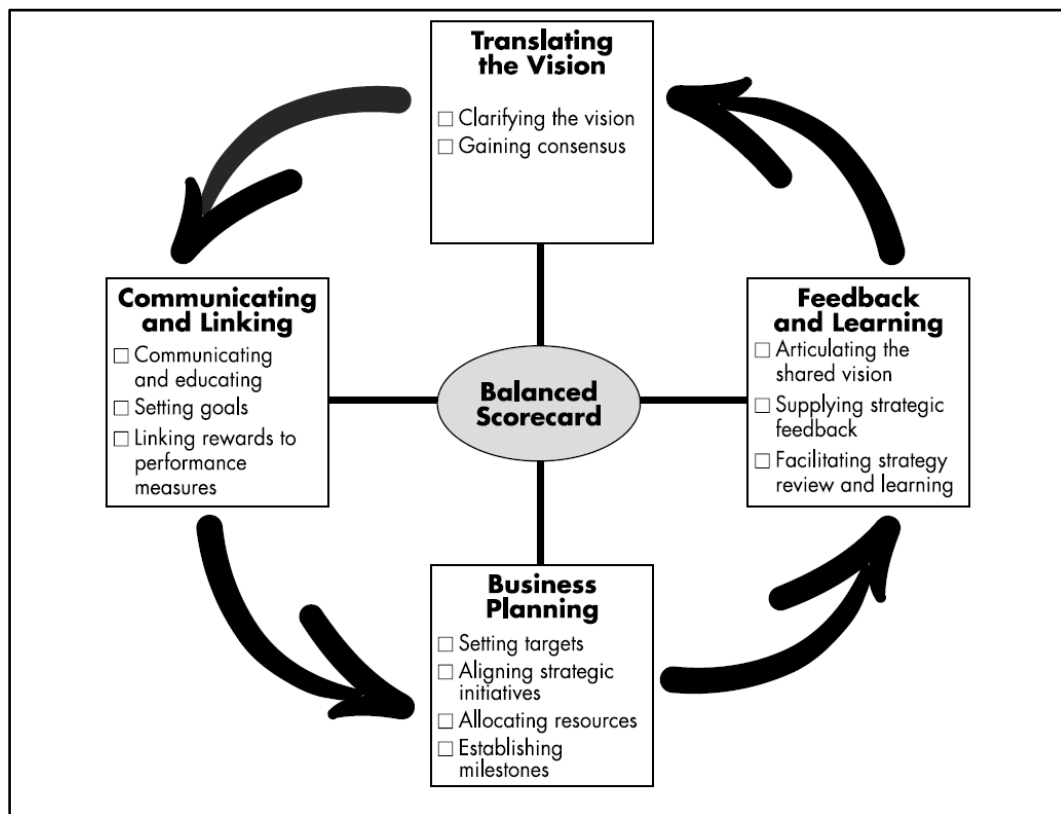 Translating
the Vision
□ Clarifying the vision
□ Gaining consensus
Communicating
and Linking
□ Communicating
and educating
□ Setting goals
□ Linking rewards to
performance
measures
Balanced
Scorecard
Feedback
and Learning
□ Articulating the
shared vision
□ Supplying strategic
feedback
□ Facilitating strategy
review and learning
Business
Planning
□ Setting targets
□ Aligning strategic
initiatives
□ Allocating resources
□ Establishing
milestones